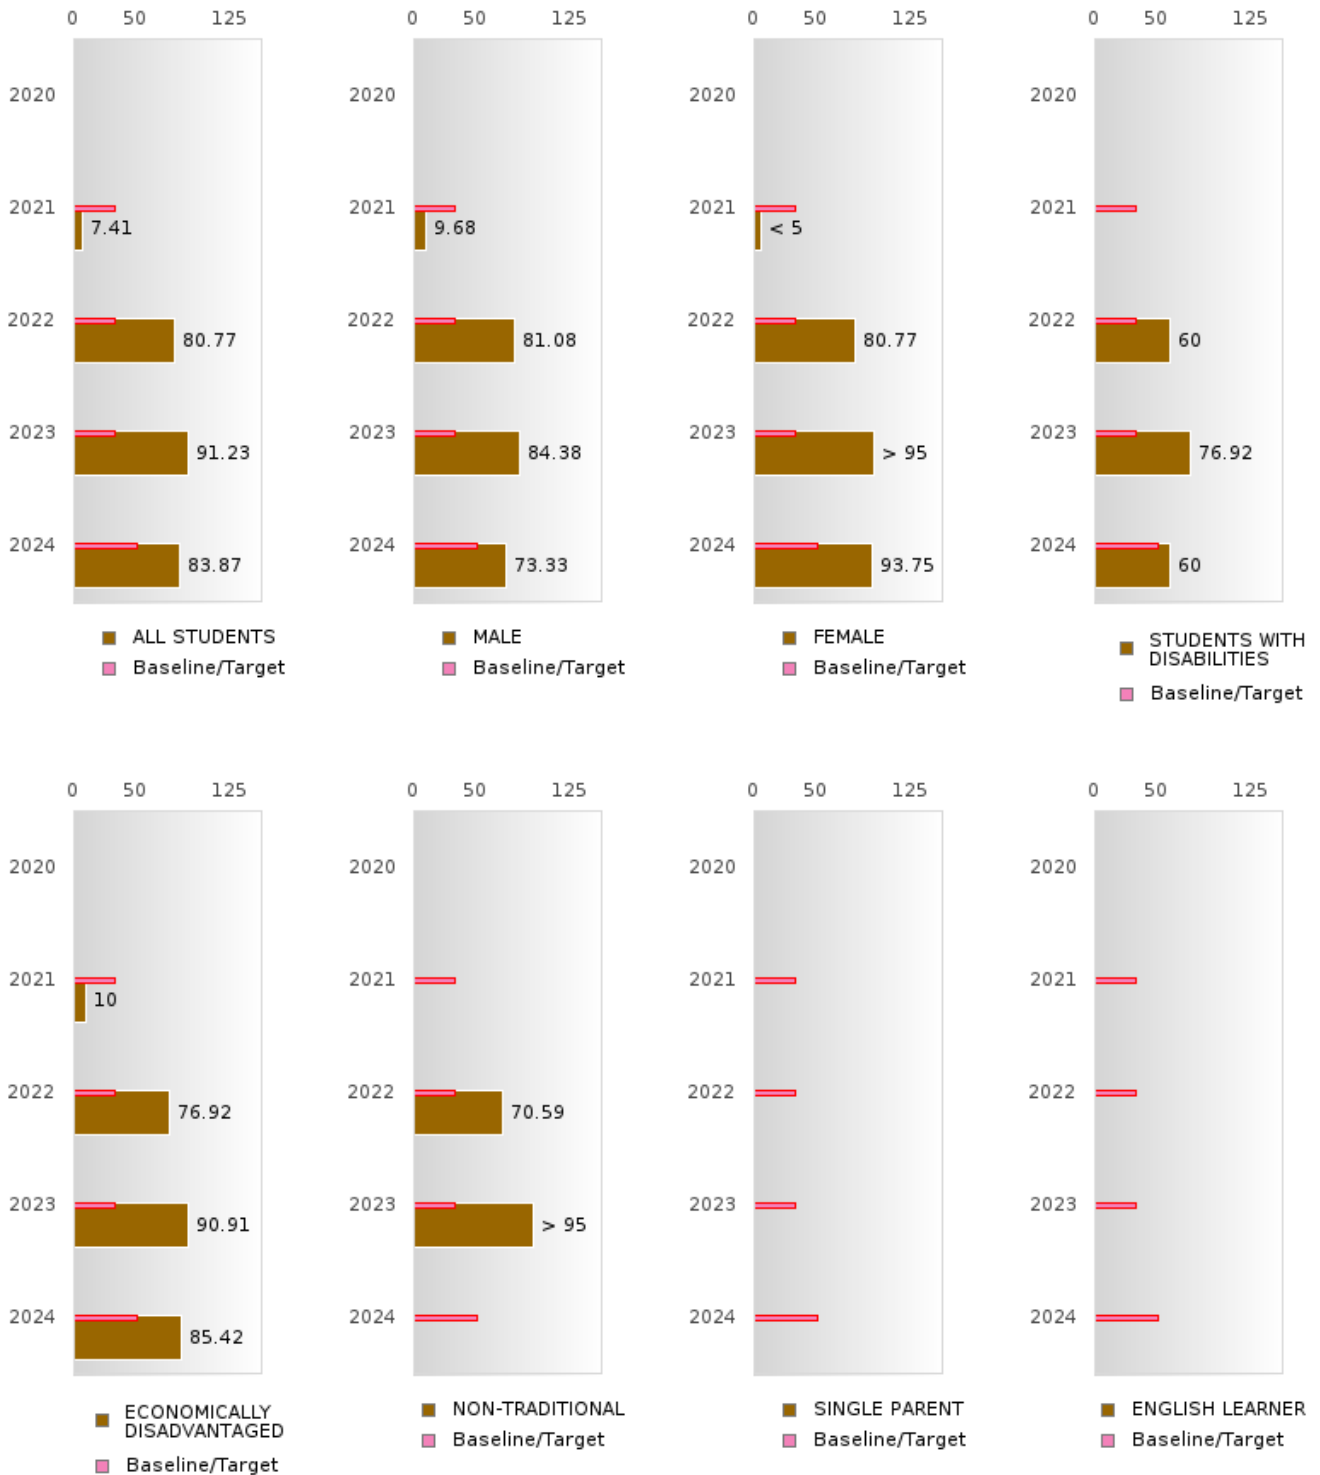 0 50 125
2020
2021
7.41
2022
80.77
2023
91.23
2024
83.87
ALL STUDENTS
Baseline/Target
0 50 125
2020
2021
9.68
2022
81.08
2023
84.38
2024
73.33
MALE
Baseline/Target
0 50 125
2020
2021
< 5
2022
80.77
2023
> 95
2024
93.75
FEMALE
Baseline/Target
0 50 125
2020
2021
2022
60
2023
76.92
2024
60
STUDENTS WITH
DISABILITIES
Baseline/Target
0 50 125
2020
2021
10
2022
76.92
2023
90.91
2024
85.42
ECONOMICALLY
DISADVANTAGED
Baseline/Target
0 50 125
2020
2021
2022
70.59
2023
> 95
2024
NON-TRADITIONAL
Baseline/Target
0 50 125
2020
2021
2022
2023
2024
SINGLE PARENT
Baseline/Target
0 50 125
2020
2021
2022
2023
2024
ENGLISH LEARNER
Baseline/Target